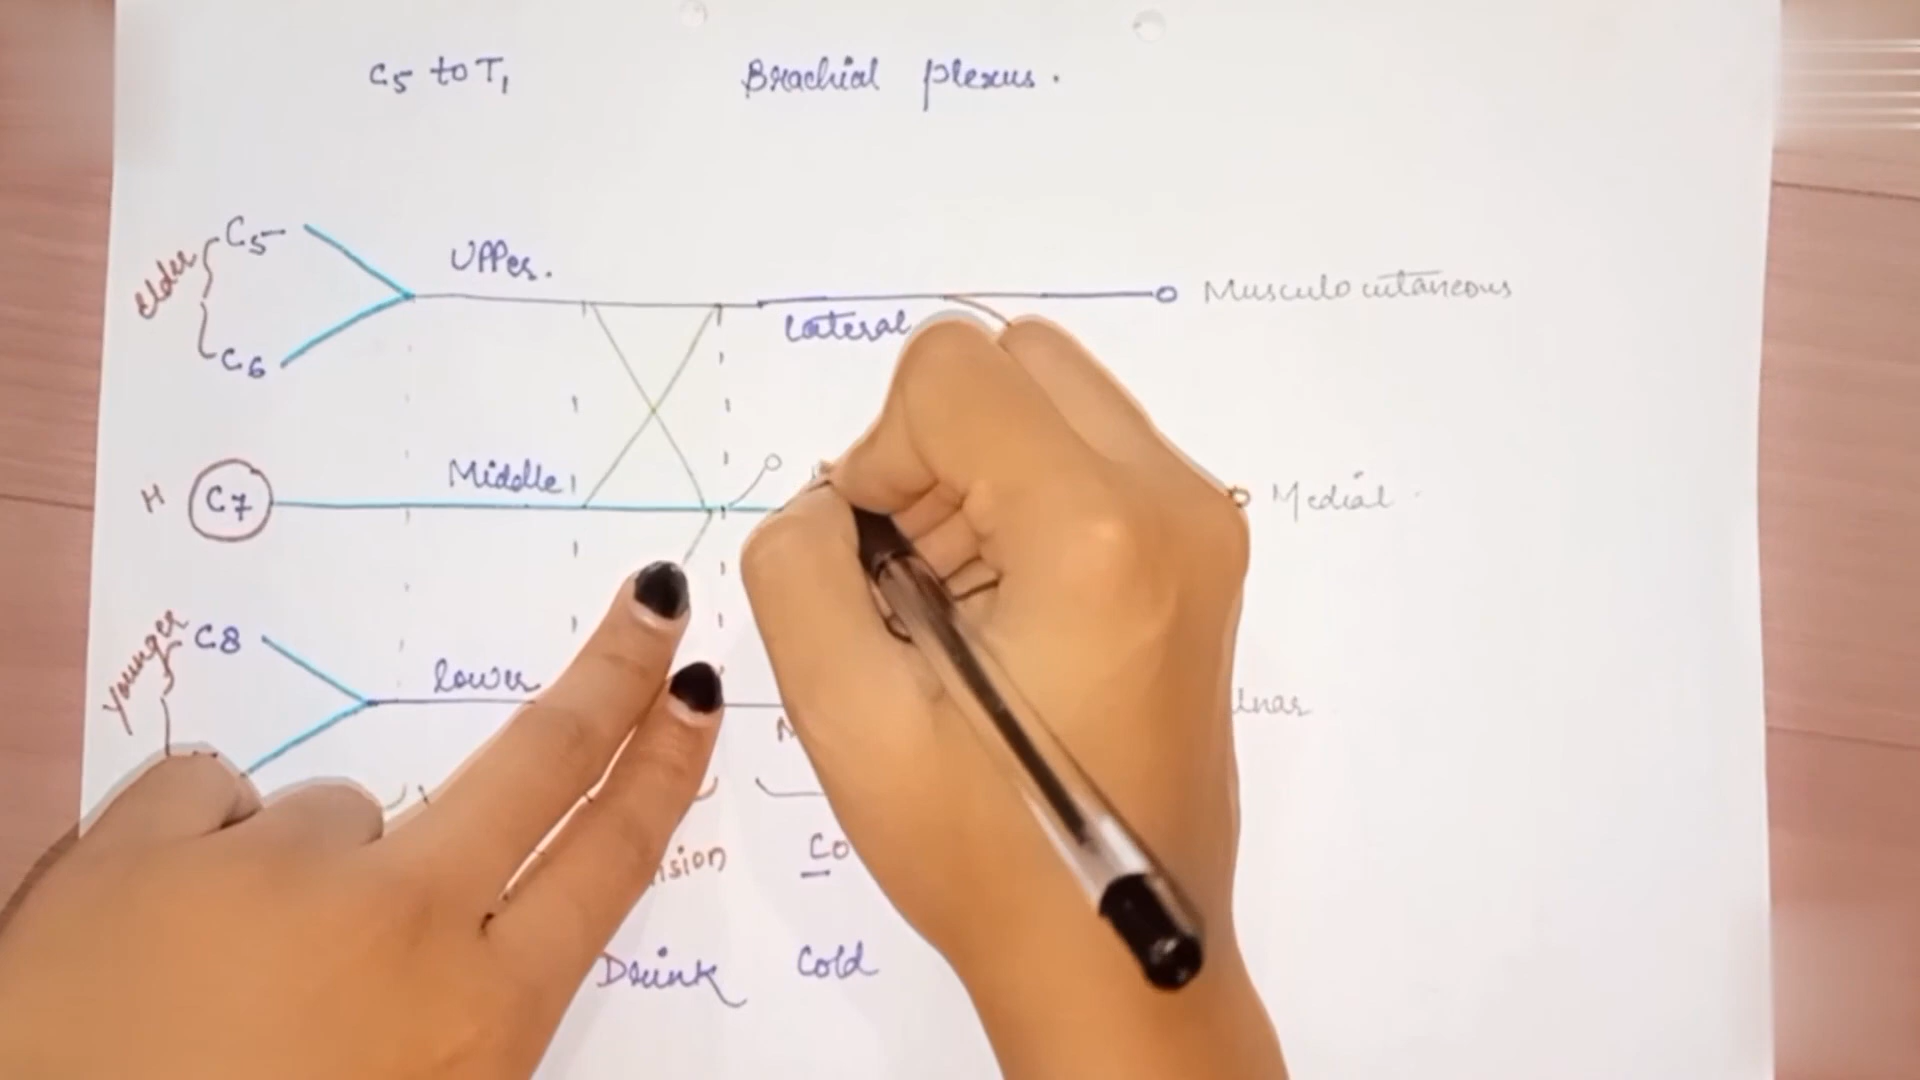 C5 to T1 Brachial plexus.
Elder C5
Upper.
Musculocutaneous
Lateral
C6
H C7
Middle
Medial
Younger C8
lower
lnar
N
nsion Co
Drink Cold